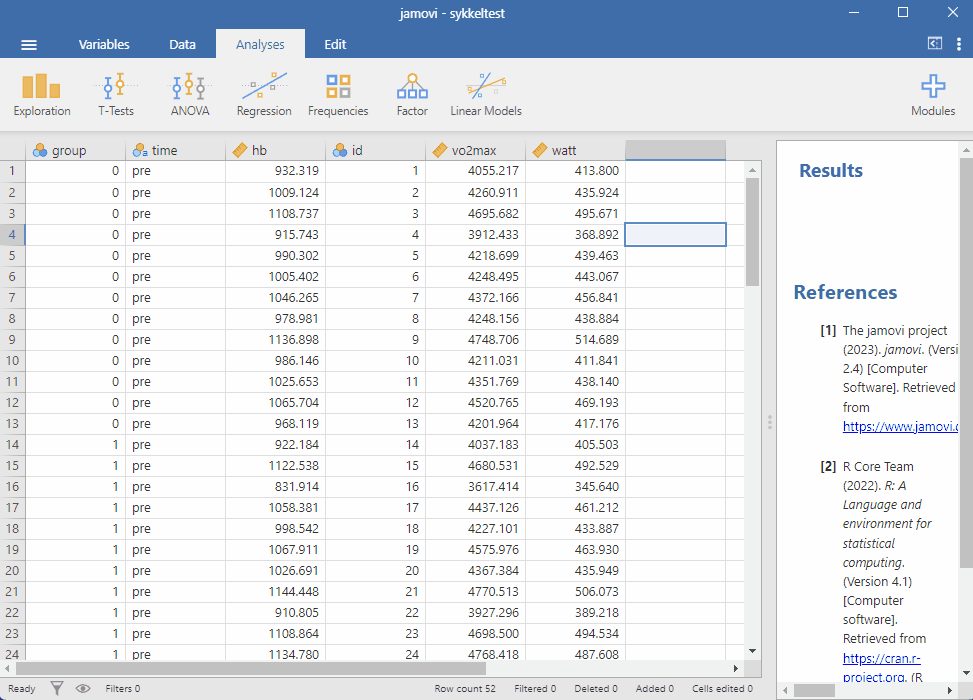 jamovi - sykkeltest
Variables Data Analyses Edit
Exploration T-Tests ANOVA Regression Frequencies Factor Linear Models Modules
group time hb id vo2max watt
1 0 pre 932.319 1 4055.217 413.800
2 0 pre 1009.124 2 4260.911 435.924
3 0 pre 1108.737 3 4695.682 495.671
4 0 pre 915.743 4 3912.433 368.892
5 0 pre 990.302 5 4218.699 439.463
6 0 pre 1005.402 6 4248.495 443.067
7 0 pre 1046.265 7 4372.166 456.841
8 0 pre 978.981 8 4248.156 438.884
9 0 pre 1136.898 9 4748.706 514.689
10 0 pre 986.146 10 4211.031 411.841
11 0 pre 1025.653 11 4351.769 438.140
12 0 pre 1065.704 12 4520.765 469.193
13 0 pre 968.119 13 4201.964 417.176
14 1 pre 922.184 14 4037.183 405.503
15 1 pre 1122.538 15 4680.531 492.529
16 1 pre 831.914 16 3617.414 345.640
17 1 pre 1058.381 17 4437.126 461.212
18 1 pre 998.542 18 4227.101 433.887
19 1 pre 1067.911 19 4575.976 463.930
20 1 pre 1026.691 20 4367.384 435.949
21 1 pre 1144.448 21 4770.513 506.073
22 1 pre 910.805 22 3927.296 389.218
23 1 pre 1108.864 23 4698.500 494.534
24 1 pre 1134.780 24 4768.418 487.608
Results
References
[1] The jamovi project
(2023). jamovi. (Versi
2.4) [Computer
Software]. Retrieved
from
https://www.jamovi.o
[2] R Core Team
(2022). R: A
Language and
environment for
statistical
computing.
(Version 4.1)
[Computer
software].
Retrieved from
https://cran.r-
project.org. (R
Ready Filters 0 Row count 52 Filtered 0 Deleted 0 Added 0 Cells edited 0